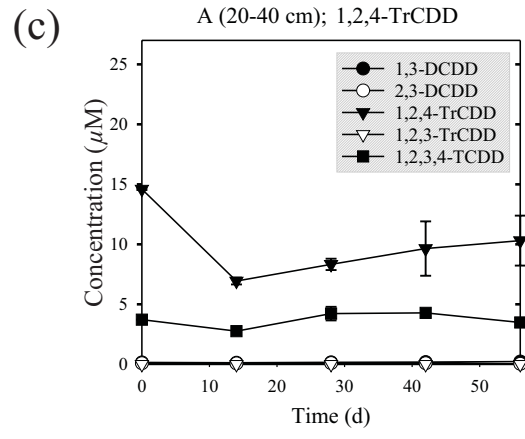 (c)
A (20-40 cm); 1,2,4-TrCDD
Concentration (µM)
25
20
15
10
5
0
1,3-DCDD
2,3-DCDD
1,2,4-TrCDD
1,2,3-TrCDD
1,2,3,4-TCDD
0 10 20 30 40 50
Time (d)